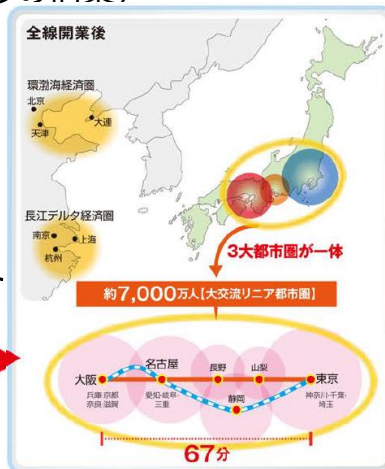 全線開業後
環渤海経済圏
北京
天津
大連
長江デルタ経済圏
南京
上海
杭州
3大都市圏が一体
約7,000万人【大交流リニア都市圏】
大阪
兵庫・京都
奈良・滋賀
名古屋
愛知・岐阜・
三重
長野
山梨
静岡
東京
神奈川・千葉・
埼玉
67分